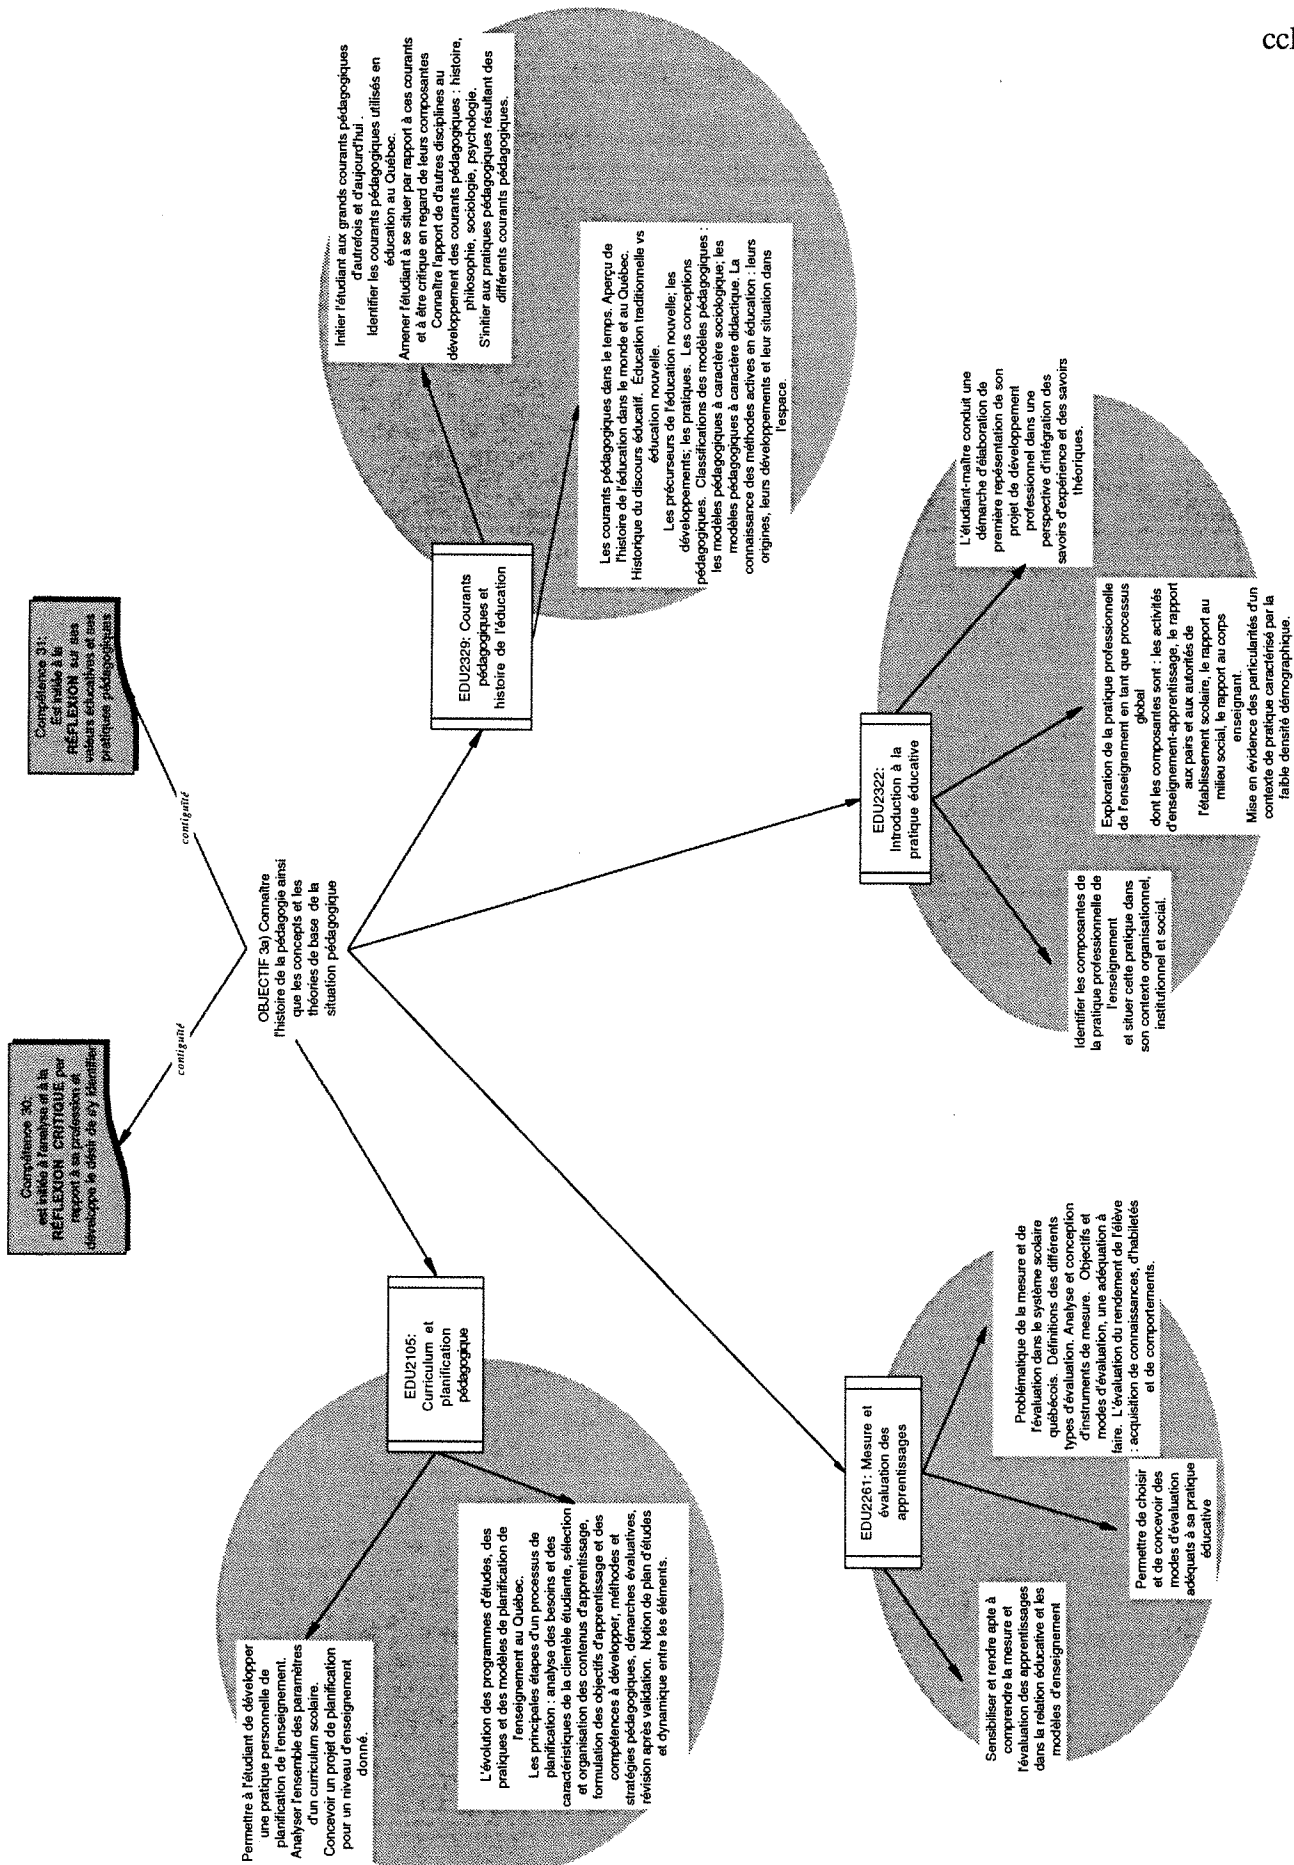 ccl
Compétence 30:
est initiée à l'analyse et à la
RÉFLEXION CRITIQUE par
rapport à sa profession et
développe le désir de s'y identifier
Compétence 31:
Est initiée à la
RÉFLEXION sur ses
valeurs éducatives et ses
pratiques pédagogiques
contiguïté
contiguïté
OBJECTIF 3a) Connaître
l'histoire de la pédagogie ainsi
que les concepts et les
théories de base de la
situation pédagogique
EDU2105:
Curriculum et
planification
pédagogique
Permettre à l'étudiant de développer
une pratique personnelle de
planification de l'enseignement.
Analyser l'ensemble des paramètres
d'un curriculum scolaire.
Concevoir un projet de planification
pour un niveau d'enseignement
donné.
L'évolution des programmes d'études, des
pratiques et des modèles de planification de
l'enseignement au Québec.
Les principales étapes d'un processus de
planification : analyse des besoins et des
caractéristiques de la clientèle étudiante, sélection
et organisation des contenus d'apprentissage,
formulation des objectifs d'apprentissage et des
compétences à développer, méthodes et
stratégies pédagogiques, démarches évaluatives,
révision après validation. Notion de plan d'études
et dynamique entre les éléments.
EDU2329: Courants
pédagogiques et
histoire de l'éducation
Initier l'étudiant aux grands courants pédagogiques
d'autrefois et d'aujourd'hui .
Identifier les courants pédagogiques utilisés en
éducation au Québec.
Amener l'étudiant à se situer par rapport à ces courants
et à être critique en regard de leurs composantes
Connaître l'apport de d'autres disciplines au
développement des courants pédagogiques : histoire,
philosophie, sociologie, psychologie.
S'initier aux pratiques pédagogiques résultant des
différents courants pédagogiques.
Les courants pédagogiques dans le temps. Aperçu de
l'histoire de l'éducation dans le monde et au Québec.
Historique du discours éducatif. Éducation traditionnelle vs
éducation nouvelle.
Les précurseurs de l'éducation nouvelle; les
développements; les pratiques. Les conceptions
pédagogiques. Classifications des modèles pédagogiques :
les modèles pédagogiques à caractère sociologique; les
modèles pédagogiques à caractère didactique. La
connaissance des méthodes actives en éducation : leurs
origines, leurs développements et leur situation dans
l'espace.
EDU2261: Mesure et
évaluation des
apprentissages
Sensibiliser et rendre apte à
comprendre la mesure et
l'évaluation des apprentissages
dans la relation éducative et les
modèles d'enseignement
Permettre de choisir
et de concevoir des
modes d'évaluation
adéquats à sa pratique
éducative
Problématique de la mesure et de
l'évaluation dans le système scolaire
québécois. Définitions des différents
types d'évaluation. Analyse et conception
d'instruments de mesure. Objectifs et
modes d'évaluation, une adéquation à
faire. L'évaluation du rendement de l'élève
: acquisition de connaissances, d'habiletés
et de comportements.
EDU2322:
Introduction à la
pratique éducative
Identifier les composantes de
la pratique professionnelle de
l'enseignement
et situer cette pratique dans
son contexte organisationnel,
institutionnel et social.
Exploration de la pratique professionnelle
de l'enseignement en tant que processus
global
dont les composantes sont : les activités
d'enseignement-apprentissage, le rapport
aux pairs et aux autorités de
l'établissement scolaire, le rapport au
milieu social, le rapport au corps
enseignant.
Mise en évidence des particularités d'un
contexte de pratique caractérisé par la
faible densité démographique.
L'étudiant-maître conduit une
démarche d'élaboration de
première repésentation de son
projet de développement
professionnel dans une
perspective d'intégration des
savoirs d'expérience et des savoirs
théoriques.